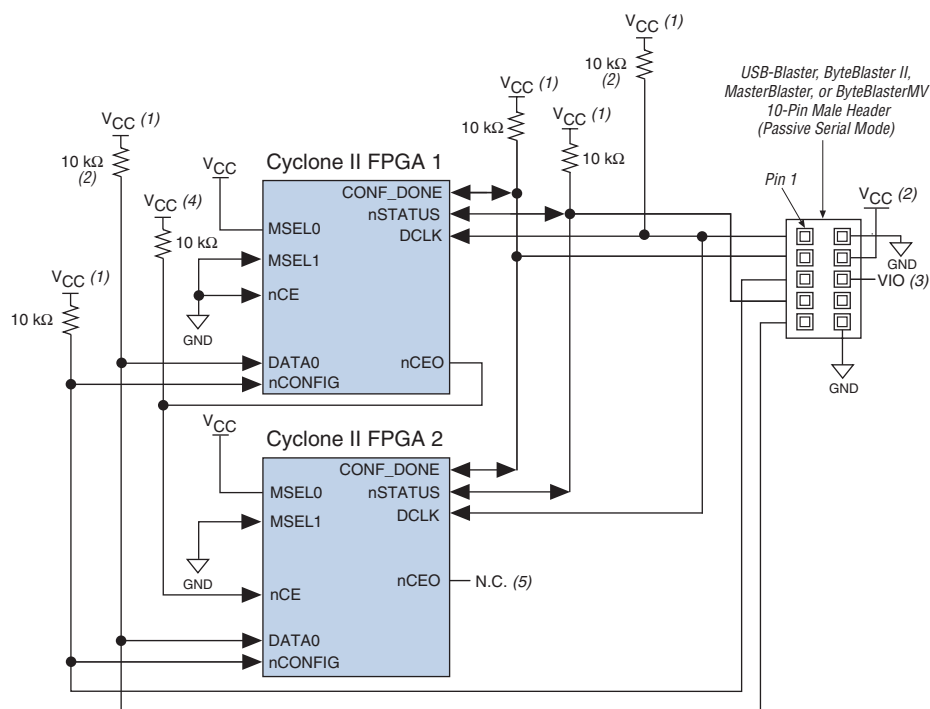 V_CC (1)
10 kΩ
(2)
V_CC (1)
10 kΩ
V_CC (1)
10 kΩ
USB-Blaster, ByteBlaster II,
MasterBlaster, or ByteBlasterMV
10-Pin Male Header
(Passive Serial Mode)
Pin 1
V_CC (2)
GND
VIO (3)
GND
V_CC (1)
10 kΩ
(2)
V_CC (4)
10 kΩ
V_CC (1)
10 kΩ
V_CC
Cyclone II FPGA 1
CONF_DONE
nSTATUS
DCLK
MSEL0
MSEL1
nCE
GND
DATA0
nCONFIG
nCEO
V_CC
Cyclone II FPGA 2
CONF_DONE
nSTATUS
DCLK
MSEL0
MSEL1
GND
nCE
nCEO
N.C. (5)
DATA0
nCONFIG